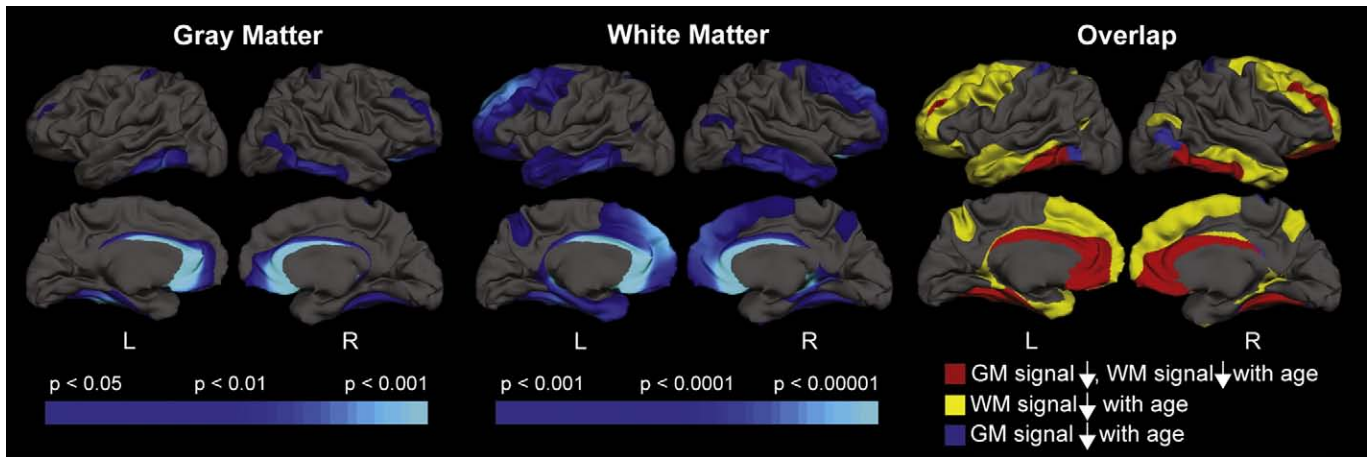 Gray Matter White Matter Overlap
L R L R L R
p < 0.05 p < 0.01 p < 0.001 p < 0.001 p < 0.0001 p < 0.00001
GM signal ↓, WM signal ↓ with age
WM signal ↓ with age
GM signal ↓ with age